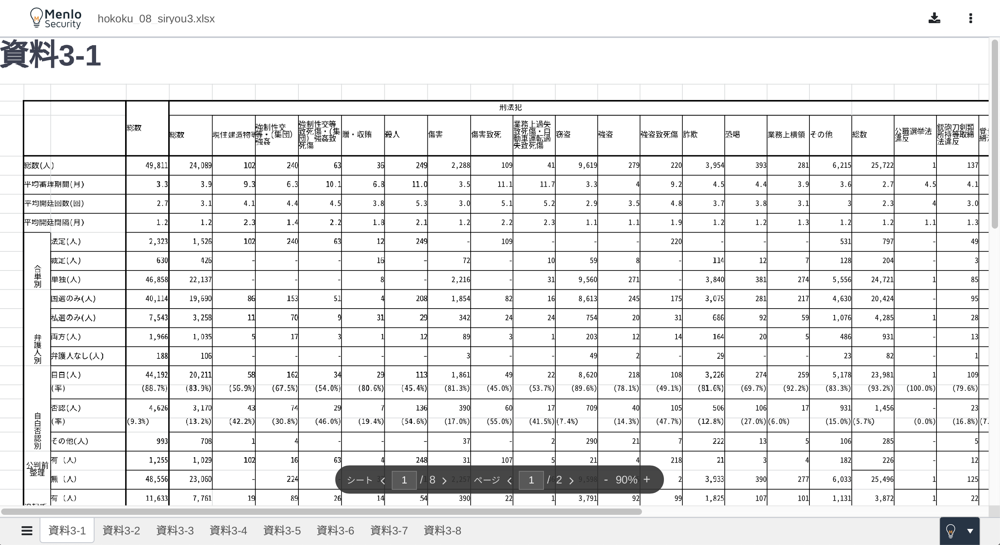 Menlo Security
hokoku_08_siryou3.xlsx
資料3-1
刑法犯
総数 総数 現住建造物等 強制性交等・(集団)強姦 強制性交等致死傷・(集団)強姦致死傷 贈・収賄 殺人 傷害 傷害致死 業務上過失致死傷・自動車運転過失致死傷 窃盗 強盗 強盗致死傷 詐欺 恐喝 業務上横領 その他 総数 公職選挙法違反 銃砲刀剣類所持等取締法違反
総数(人) 49,811 24,089 102 240 63 36 249 2,288 109 41 9,619 279 220 3,954 393 281 6,215 25,722 1 137
平均審理期間(月) 3.3 3.9 9.3 6.3 10.1 6.8 11.0 3.5 11.1 11.7 3.3 4 9.2 4.5 4.4 3.9 3.6 2.7 4.5 4.1
平均開廷回数(回) 2.7 3.1 4.1 4.4 4.5 3.8 5.3 3.0 5.1 5.2 2.9 3.5 4.8 3.7 3.8 3.1 3 2.3 4 3.0
平均開廷間隔(月) 1.2 1.2 2.3 1.4 2.2 1.8 2.1 1.2 2.2 2.3 1.1 1.1 1.9 1.2 1.2 1.3 1.2 1.2 1.1 1.3
合単別
法定(人) 2,323 1,526 102 240 63 12 249 - 109 - - - 220 - - - 531 797 - 49
裁定(人) 630 426 - - - 16 - 72 - 10 59 8 - 114 12 7 128 204 - 3
単独(人) 46,858 22,137 - - - 8 - 2,216 - 31 9,560 271 - 3,840 381 274 5,556 24,721 1 85
弁護人別
国選のみ(人) 40,114 19,690 86 153 51 4 208 1,854 82 16 8,613 245 175 3,075 281 217 4,630 20,424 - 95
私選のみ(人) 7,543 3,258 11 70 9 31 29 342 24 24 754 20 31 686 92 59 1,076 4,285 1 28
両方(人) 1,966 1,035 5 17 3 1 12 89 3 1 203 12 14 164 20 5 486 931 - 13
弁護人なし(人) 188 106 - - - - - 3 - - 49 2 - 29 - - 23 82 - 1
自白否認別
自白(人) 44,192 20,211 58 162 34 29 113 1,861 49 22 8,620 218 108 3,226 274 259 5,178 23,981 1 109
(率) (88.7%) (83.9%) (56.9%) (67.5%) (54.0%) (80.6%) (45.4%) (81.3%) (45.0%) (53.7%) (89.6%) (78.1%) (49.1%) (81.6%) (69.7%) (92.2%) (83.3%) (93.2%) (100.0%) (79.6%)
否認(人) 4,626 3,170 43 74 29 7 136 390 60 17 709 40 105 506 106 17 931 1,456 - 23
(率) (9.3%) (13.2%) (42.2%) (30.8%) (46.0%) (19.4%) (54.6%) (17.0%) (55.0%) (41.5%) (7.4%) (14.3%) (47.7%) (12.8%) (27.0%) (6.0%) (15.0%) (5.7%) (0.0%) (16.8%)
その他(人) 993 708 1 4 - - - 37 - 2 290 21 7 222 13 5 106 285 - 5
公判前整理
有 (人) 1,255 1,029 102 16 63 4 248 31 107 5 21 4 218 21 3 4 182 226 - 12
無 (人) 48,556 23,060 - 224 - 2,257 9,598 2 3,933 390 277 6,033 25,496 1 125
有 (人) 11,633 7,761 19 89 26 14 54 390 22 1 3,791 92 99 1,825 107 101 1,131 3,872 1 22
シート 1 / 8 ページ 1 / 2 - 90% +
資料3-1 資料3-2 資料3-3 資料3-4 資料3-5 資料3-6 資料3-7 資料3-8